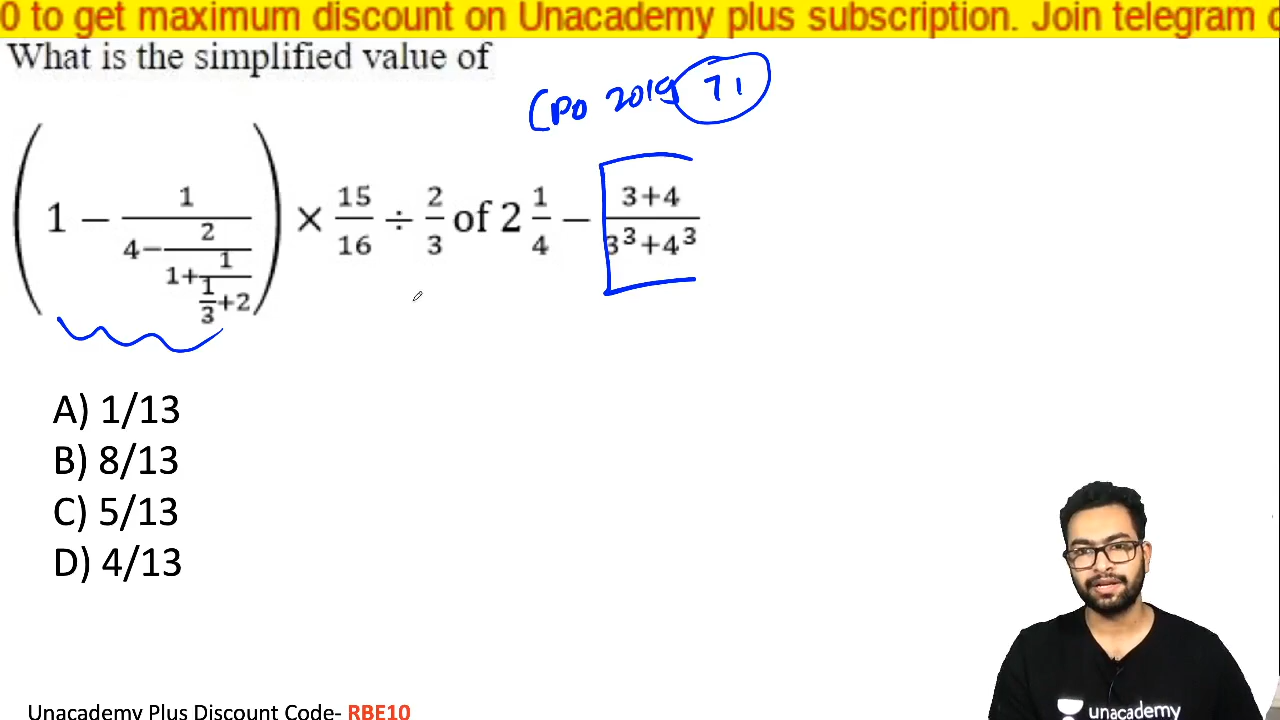 0 to get maximum discount on Unacademy plus subscription. Join telegram c
What is the simplified value of
CPO 2019 71
(1 − 1/(4−2/(1+1/(1/3+2)))) × 15/16 ÷ 2/3 of 2 1/4 − (3+4)/(3³+4³)
A) 1/13
B) 8/13
C) 5/13
D) 4/13
unacademy
Unacademy Plus Discount Code- RBE10